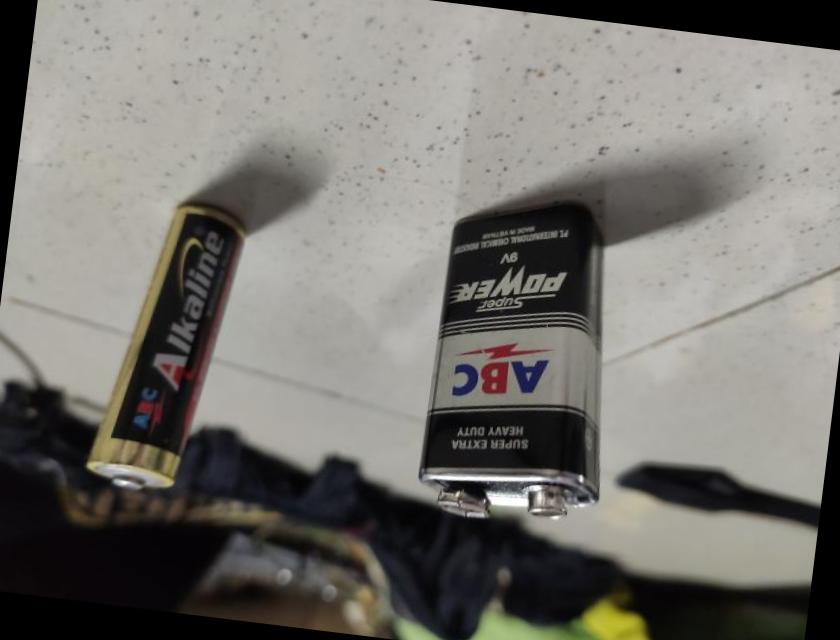 ABC Alkaline
SUPER EXTRA
HEAVY DUTY
ABC
Super
POWER
9V
MADE IN VIETNAM
PT. INTERNATIONAL CHEMICAL INDUSTRY